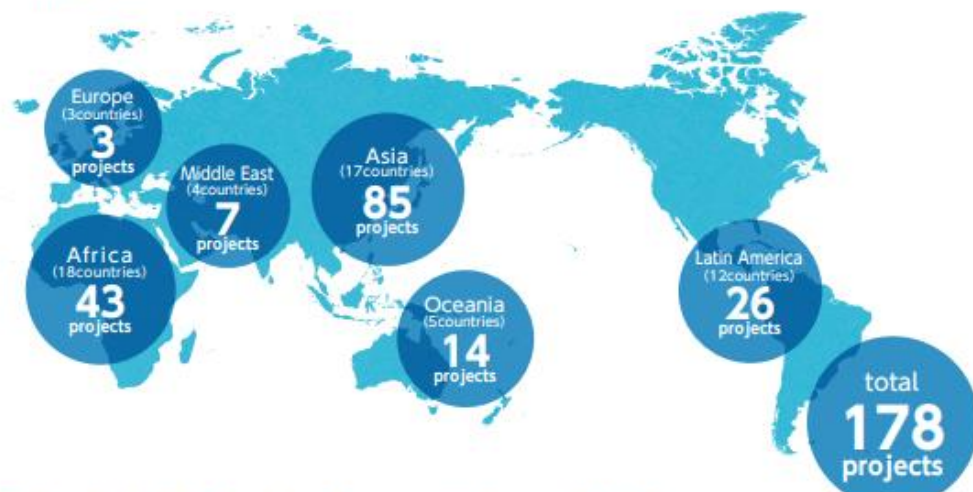 Europe
(3countries)
3
projects
Middle East
(4countries)
7
projects
Asia
(17countries)
85
projects
Africa
(18countries)
43
projects
Oceania
(5countries)
14
projects
Latin America
(12countries)
26
projects
total
178
projects